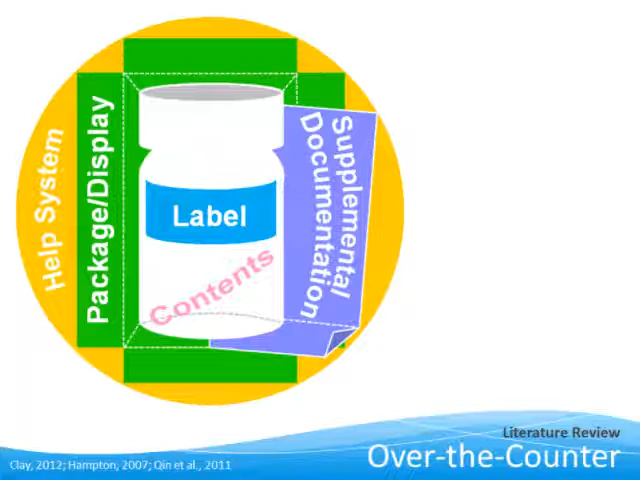 Help System
Package/Display
Label
Contents
Supplemental
Documentation
Literature Review
Over-the-Counter
Clay, 2012; Hampton, 2007; Qin et al., 2011